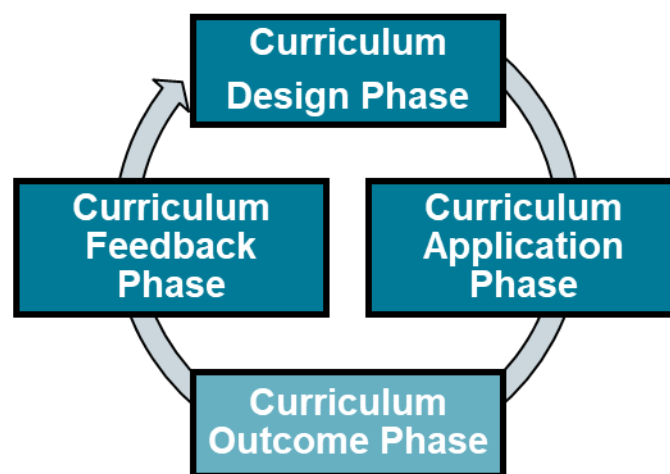 Curriculum
Design Phase
Curriculum
Feedback
Phase
Curriculum
Application
Phase
Curriculum
Outcome Phase